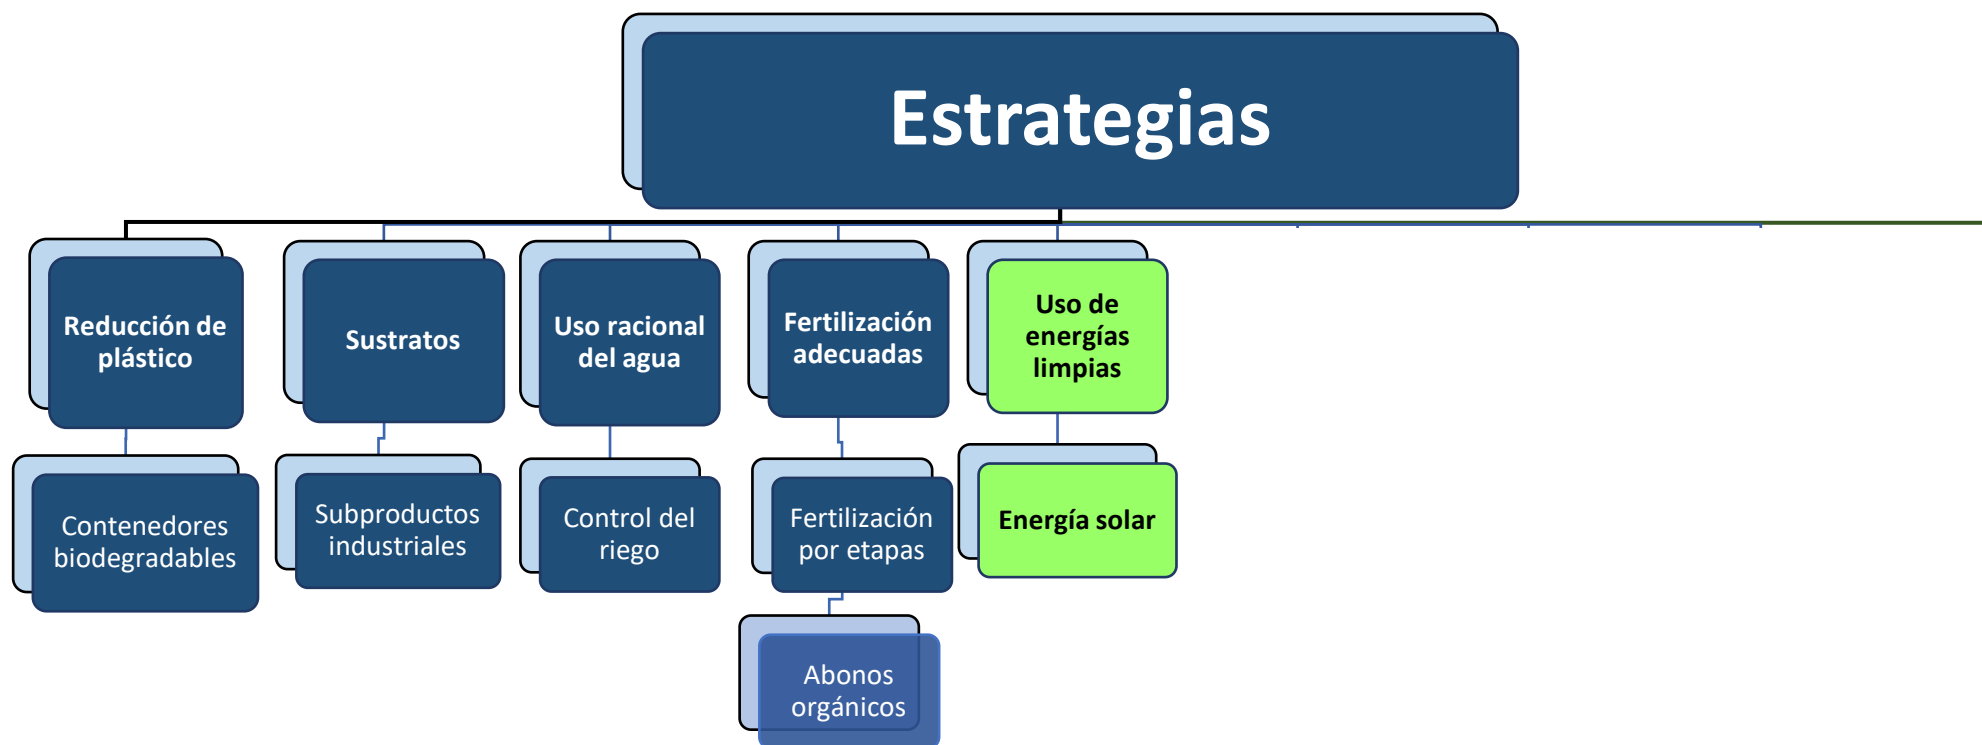 Estrategias
Reducción de
plástico
Sustratos
Uso racional
del agua
Fertilización
adecuadas
Uso de
energías
limpias
Contenedores
biodegradables
Subproductos
industriales
Control del
riego
Fertilización
por etapas
Energía solar
Abonos
orgánicos